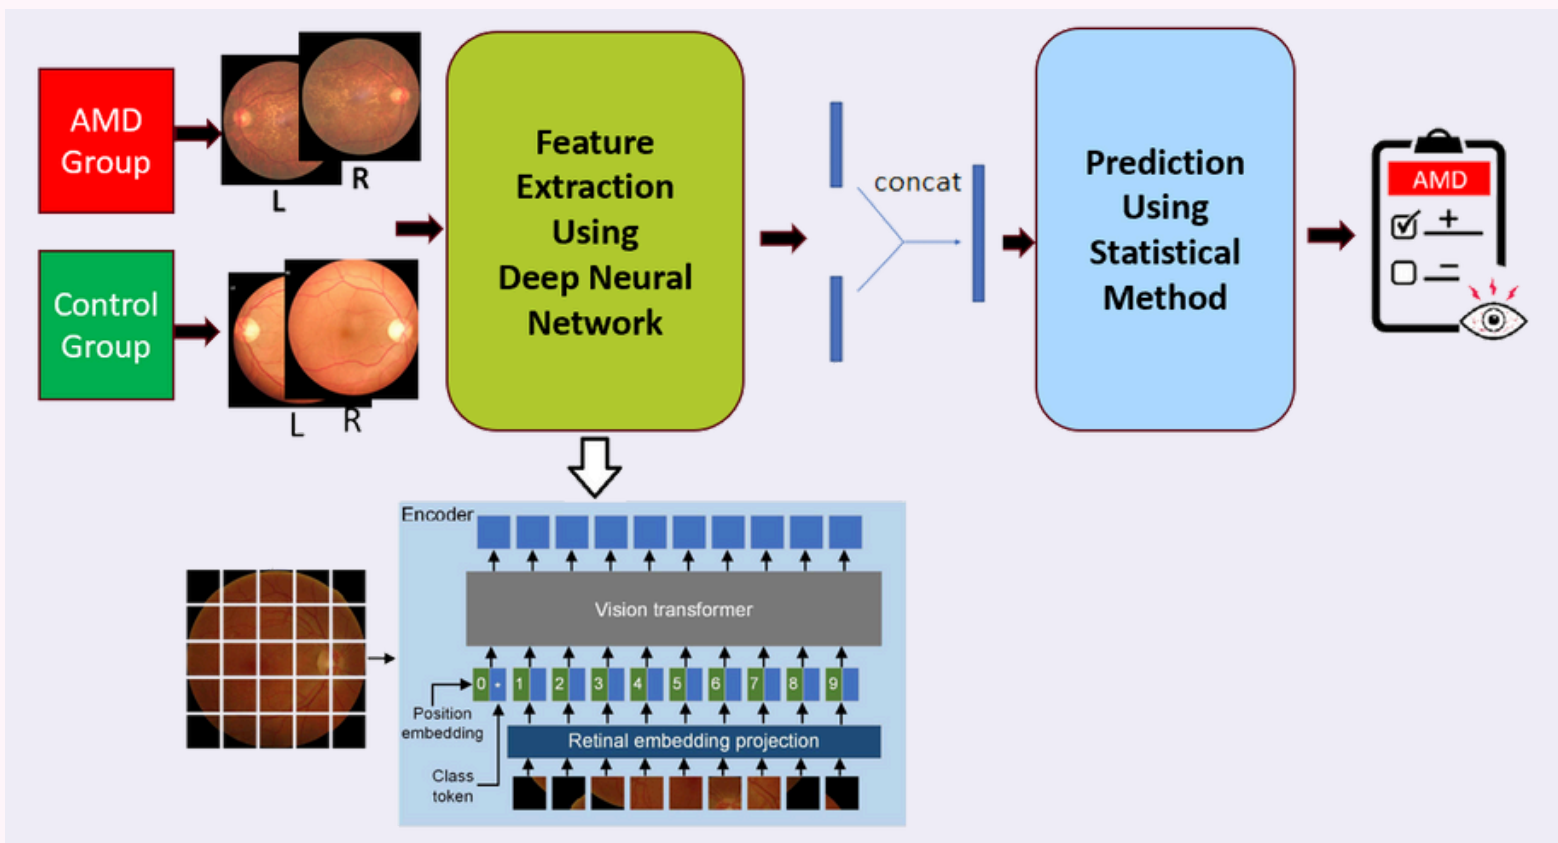 AMD
Group
L
R
Control
Group
L
R
Feature
Extraction
Using
Deep Neural
Network
concat
Prediction
Using
Statistical
Method
AMD
+
−
Encoder
Vision transformer
0 * 1 2 3 4 5 6 7 8 9
Position
embedding
Retinal embedding projection
Class
token